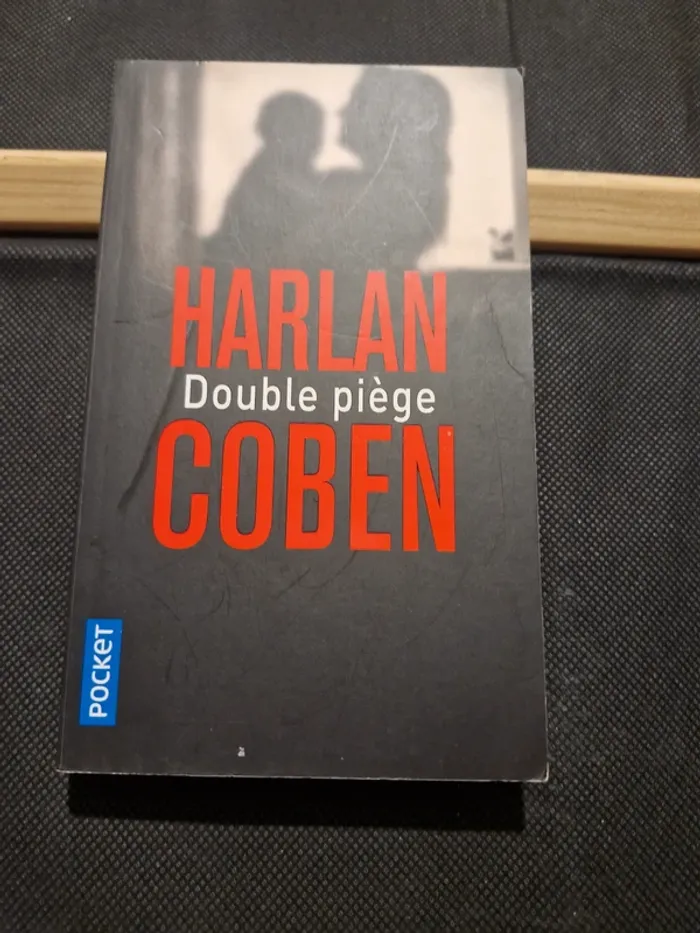 HARLAN
Double piège
COBEN
POCKET